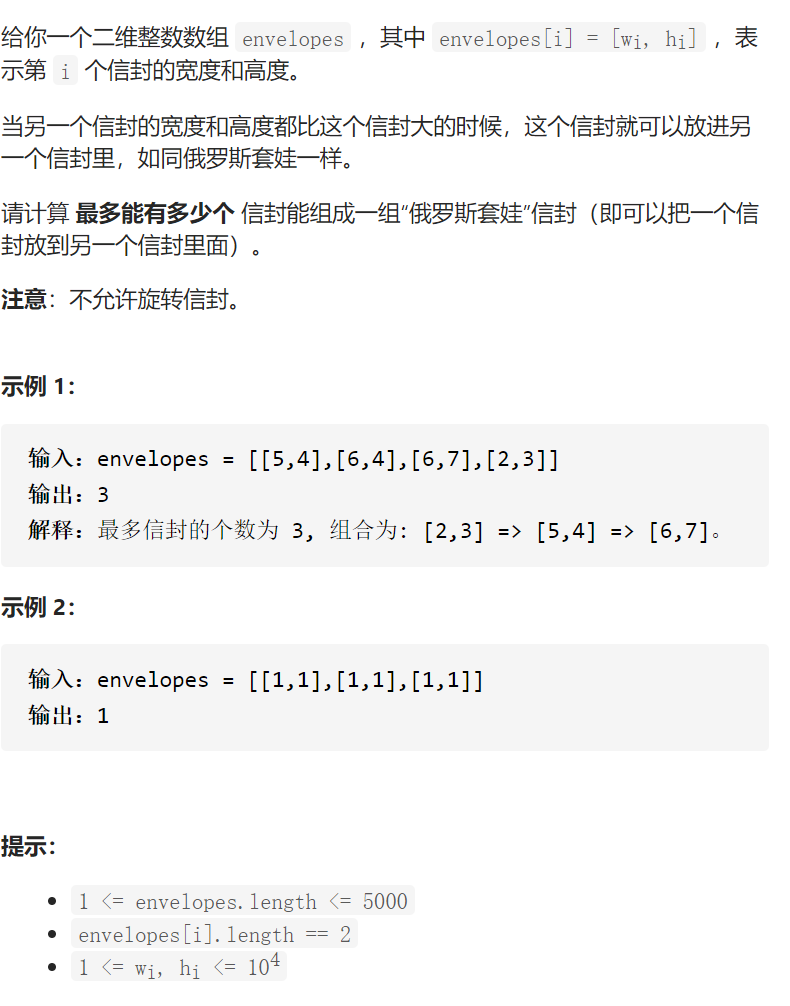 给你一个二维整数数组 envelopes ，其中 envelopes[i] = [wi, hi] ，表
示第 i 个信封的宽度和高度。
当另一个信封的宽度和高度都比这个信封大的时候，这个信封就可以放进另
一个信封里，如同俄罗斯套娃一样。
请计算 最多能有多少个 信封能组成一组“俄罗斯套娃”信封（即可以把一个信
封放到另一个信封里面）。
注意：不允许旋转信封。
示例 1：
输入：envelopes = [[5,4],[6,4],[6,7],[2,3]]
输出：3
解释：最多信封的个数为 3, 组合为: [2,3] => [5,4] => [6,7]。
示例 2：
输入：envelopes = [[1,1],[1,1],[1,1]]
输出：1
提示：
• 1 <= envelopes.length <= 5000
• envelopes[i].length == 2
• 1 <= wi, hi <= 10⁴